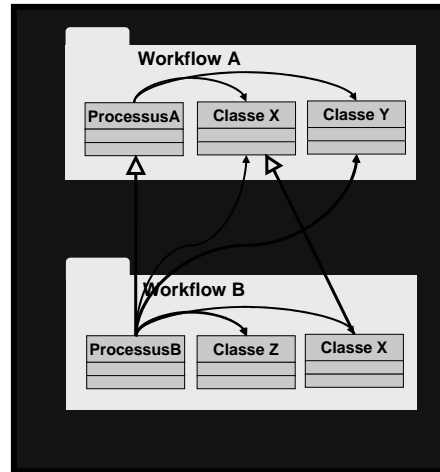 Workflow A
ProcessusA
Classe X
Classe Y
Workflow B
ProcessusB
Classe Z
Classe X